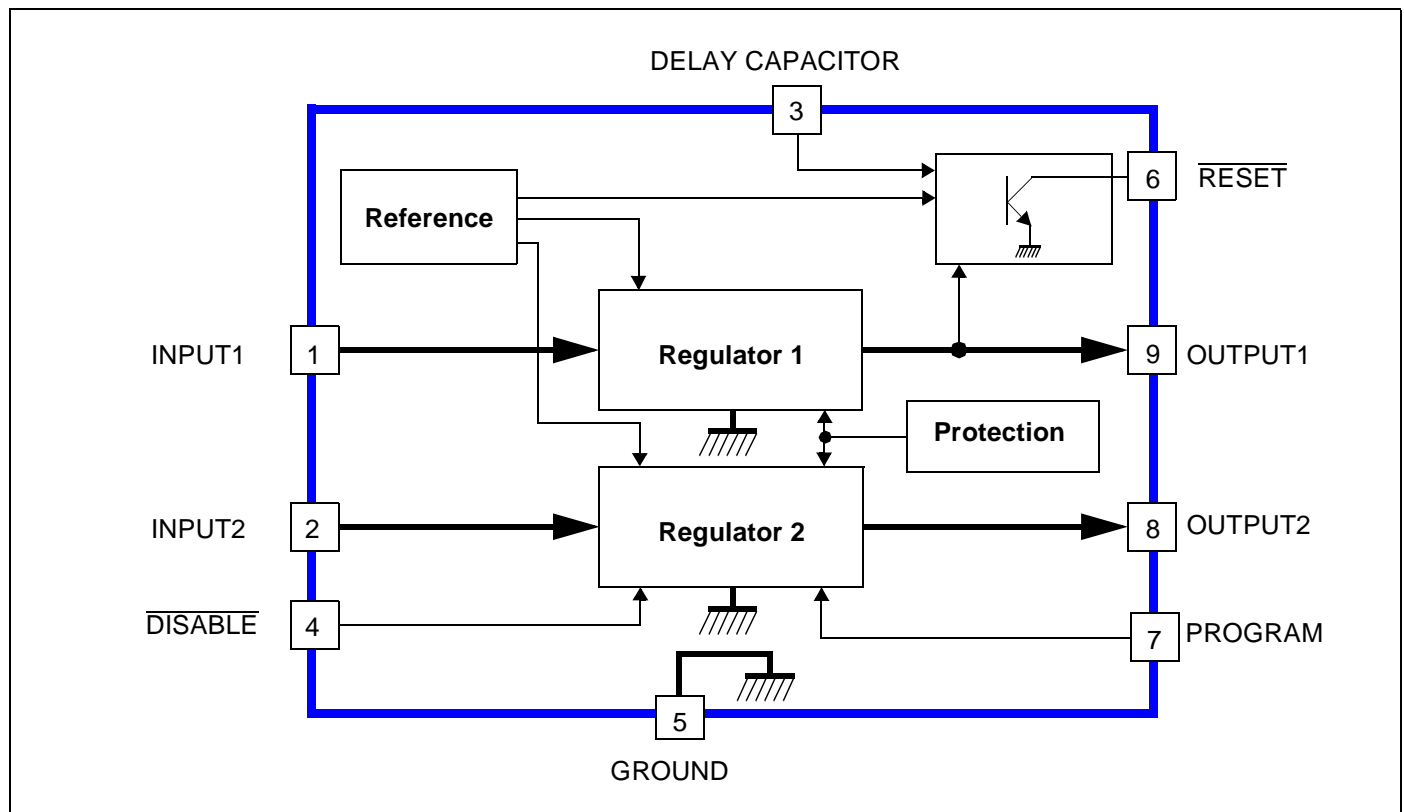 DELAY CAPACITOR
3
6
RESET
Reference
INPUT1
1
Regulator 1
9
OUTPUT1
Protection
INPUT2
2
Regulator 2
8
OUTPUT2
DISABLE
4
7
PROGRAM
5
GROUND